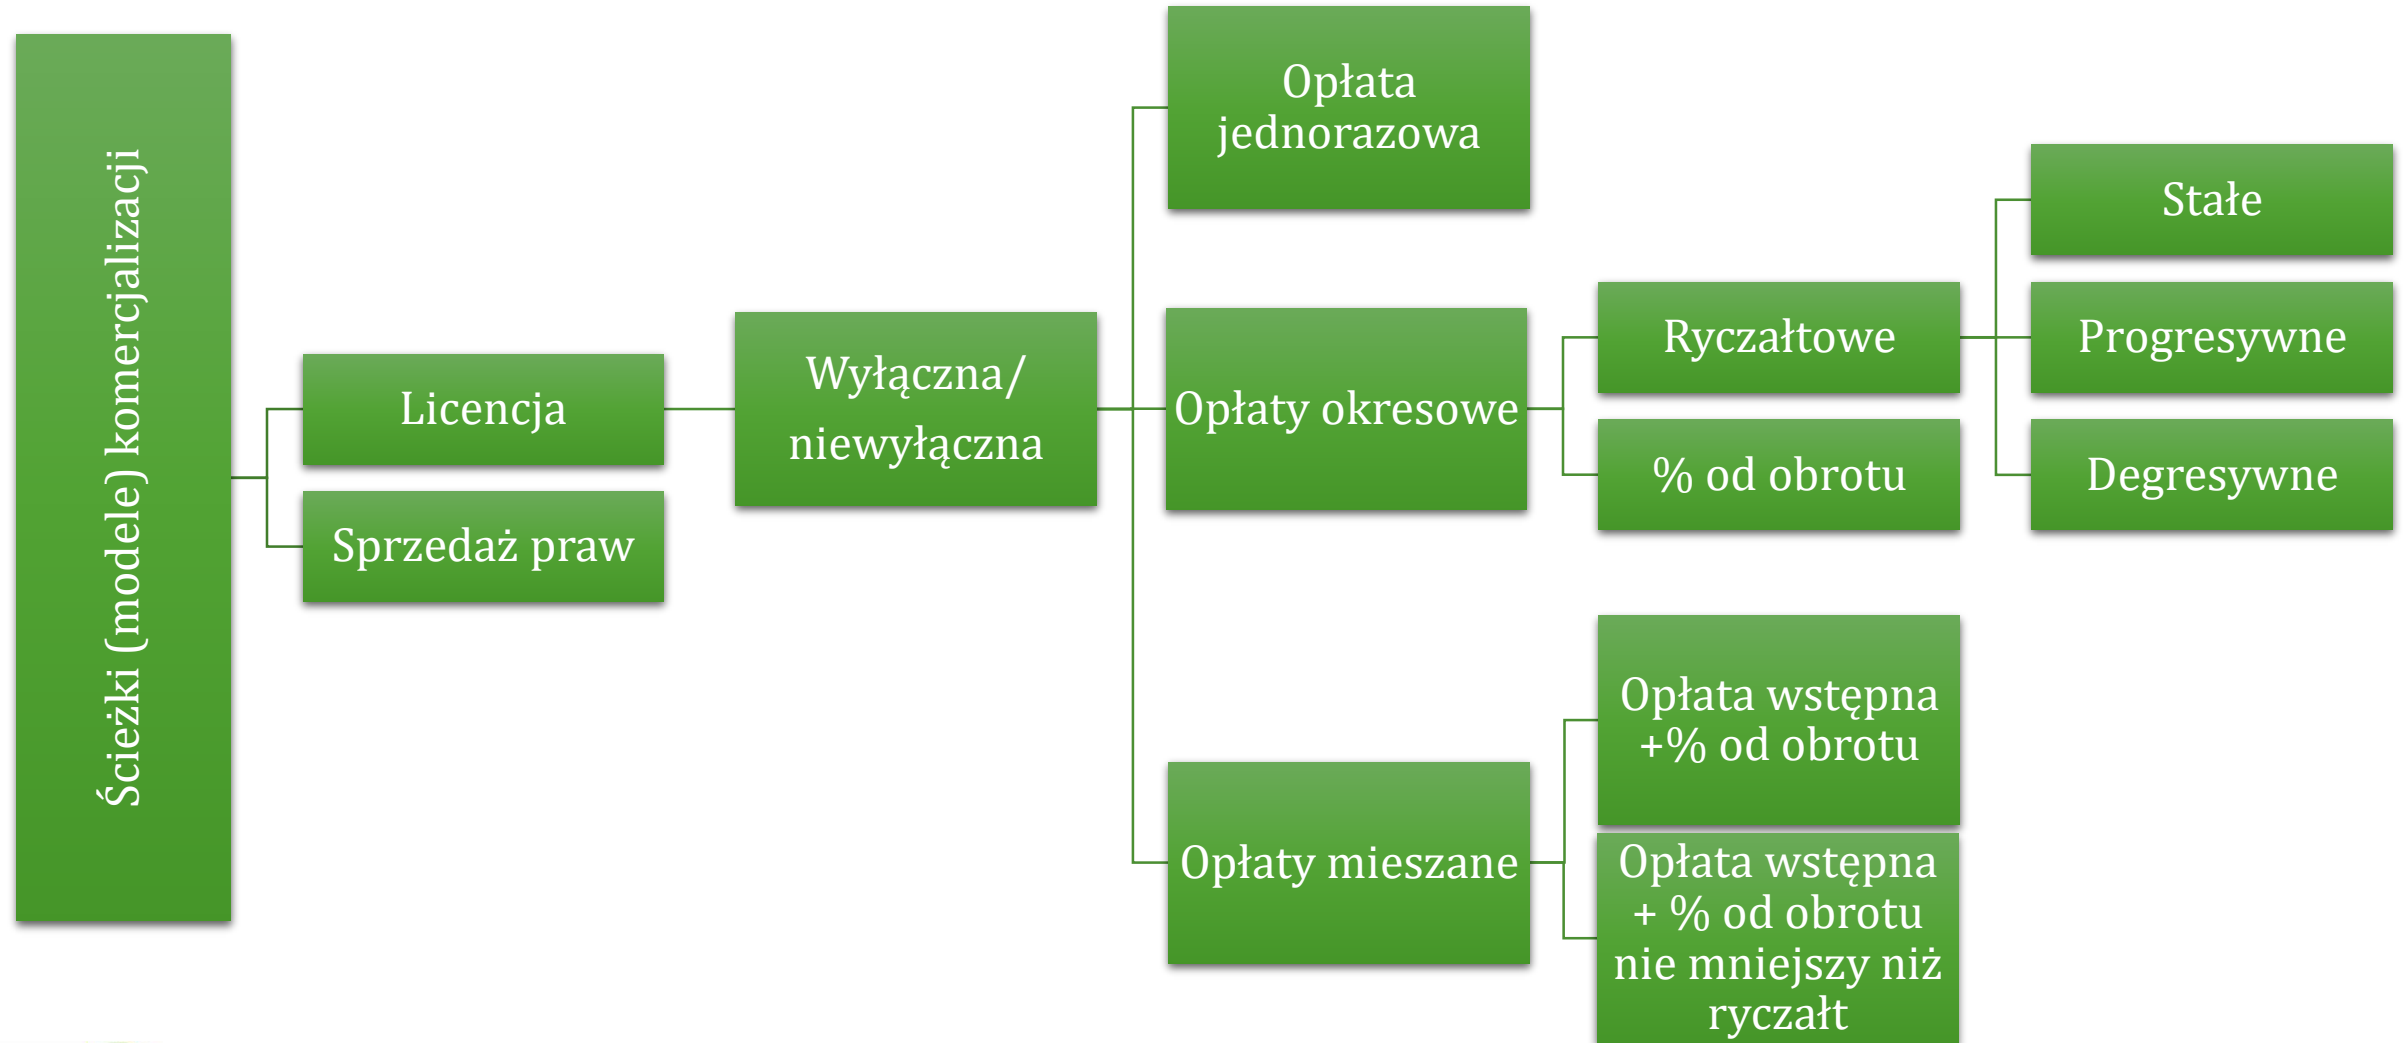 Ścieżki (modele) komercjalizacji
Licencja
Sprzedaż praw
Wyłączna/
niewyłączna
Opłata
jednorazowa
Opłaty okresowe
Ryczałtowe
% od obrotu
Stałe
Progresywne
Degresywne
Opłaty mieszane
Opłata wstępna
+% od obrotu
Opłata wstępna
+ % od obrotu
nie mniejszy niż
ryczałt